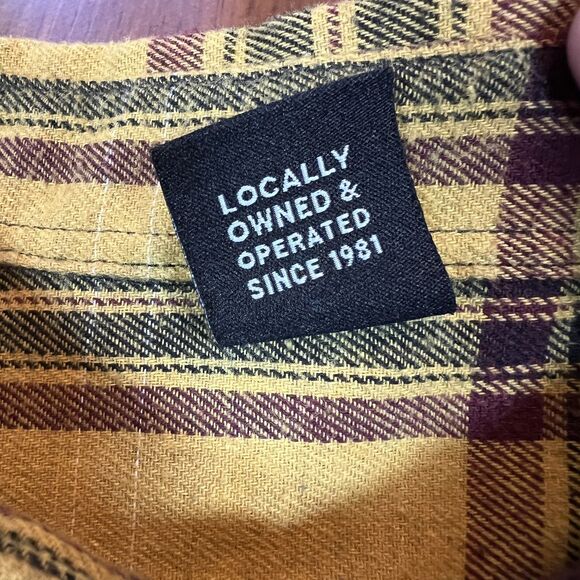 LOCALLY
OWNED &
OPERATED
SINCE 1981